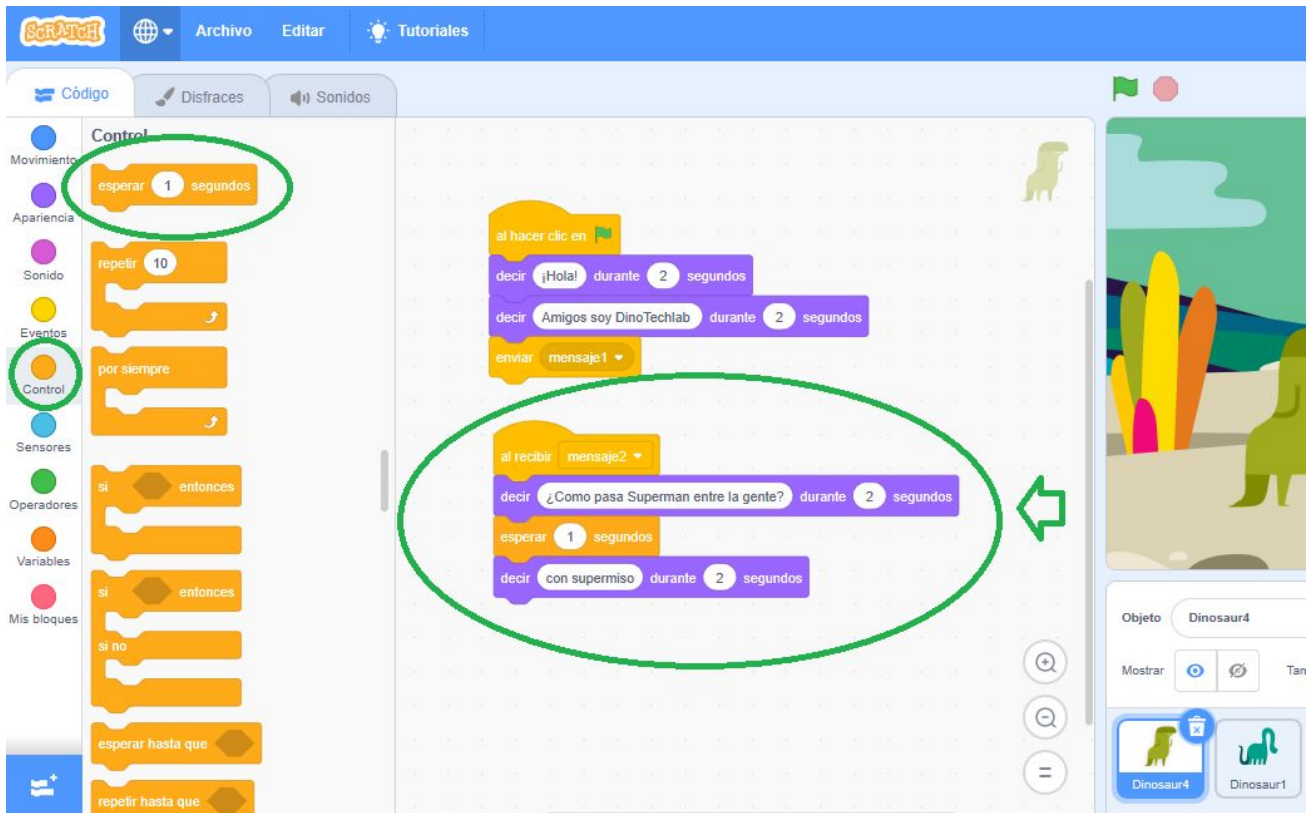 SCRATCH Archivo Editar Tutoriales
Código Disfraces Sonidos
Movimiento
Apariencia
Sonido
Eventos
Control
Sensores
Operadores
Variables
Mis bloques
Control
esperar 1 segundos
repetir 10
por siempre
si entonces
si entonces
si no
esperar hasta que
repetir hasta que
al hacer clic en
decir ¡Hola! durante 2 segundos
decir Amigos soy DinoTechlab durante 2 segundos
enviar mensaje1
al recibir mensaje2
decir ¿Como pasa Superman entre la gente? durante 2 segundos
esperar 1 segundos
decir con supermiso durante 2 segundos
Objeto Dinosaur4
Mostrar Tam
Dinosaur4 Dinosaur1